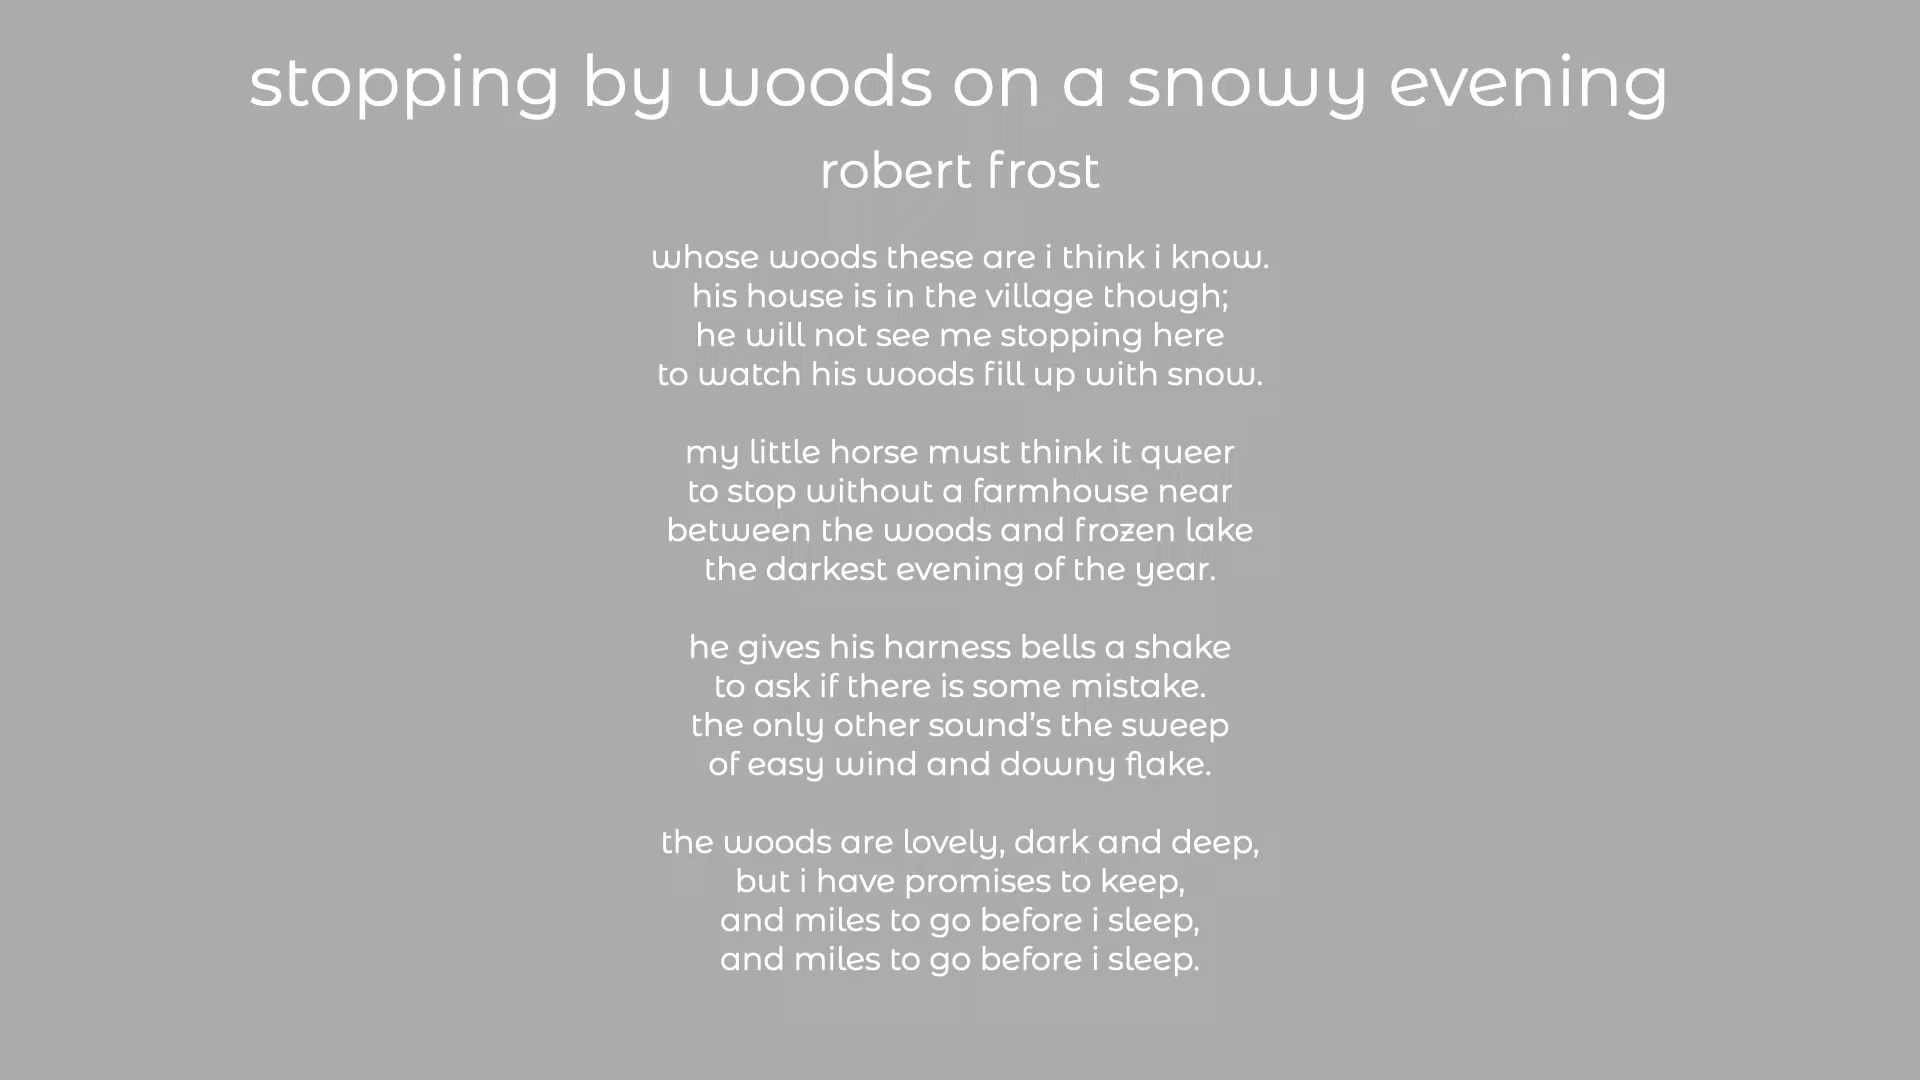 stopping by woods on a snowy evening
robert frost
whose woods these are i think i know.
his house is in the village though;
he will not see me stopping here
to watch his woods fill up with snow.
my little horse must think it queer
to stop without a farmhouse near
between the woods and frozen lake
the darkest evening of the year.
he gives his harness bells a shake
to ask if there is some mistake.
the only other sound’s the sweep
of easy wind and downy flake.
the woods are lovely, dark and deep,
but i have promises to keep,
and miles to go before i sleep,
and miles to go before i sleep.